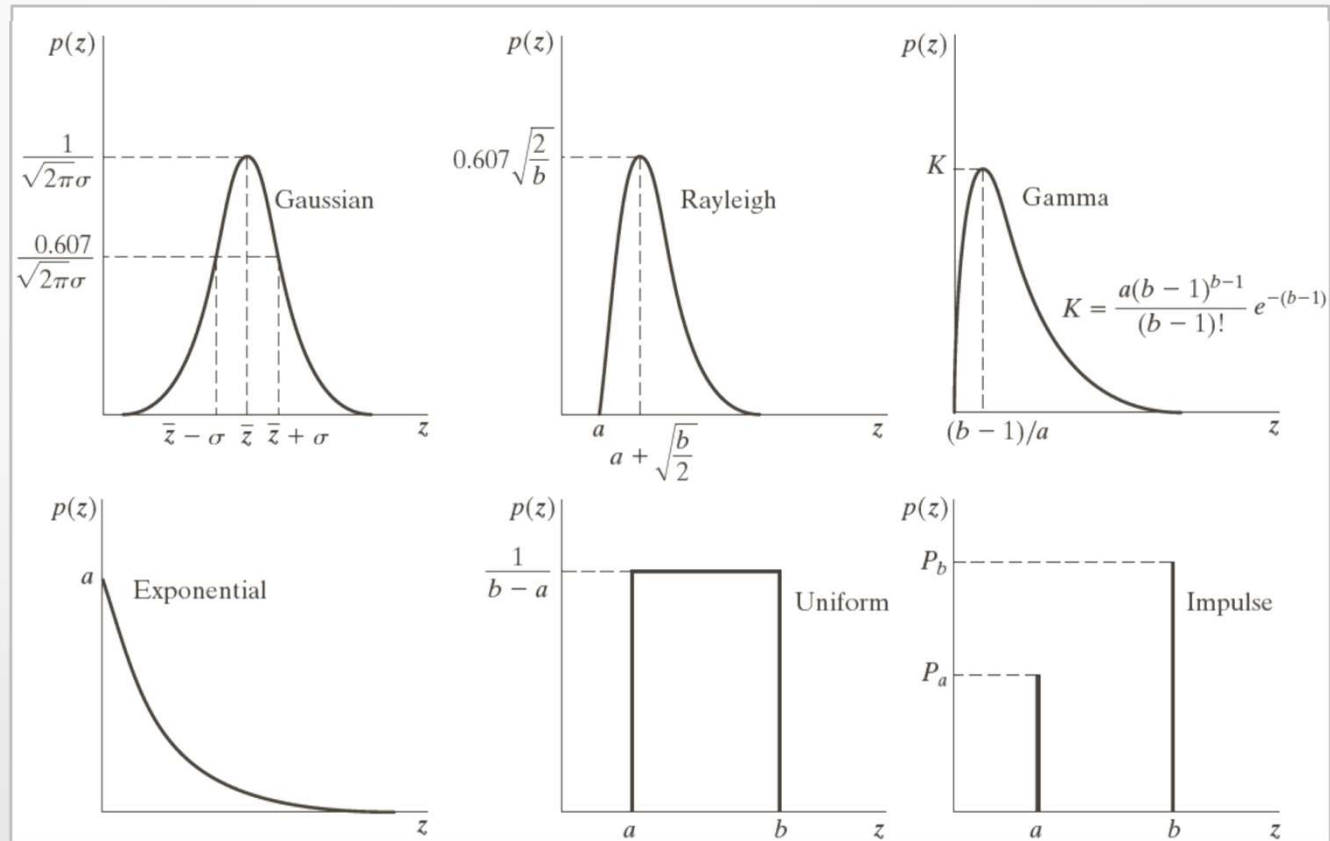 p(z)
1
√2πσ
0.607
√2πσ
Gaussian
z̄ − σ z̄ z̄ + σ z
p(z)
0.607 √2/b
Rayleigh
a z
a + √b/2
p(z)
K
Gamma
K = a(b − 1)^{b−1} / (b − 1)! e^{−(b−1)}
(b − 1)/a z
p(z)
a
Exponential
z
p(z)
1
b − a
Uniform
a b z
p(z)
P_b
Impulse
P_a
a b z